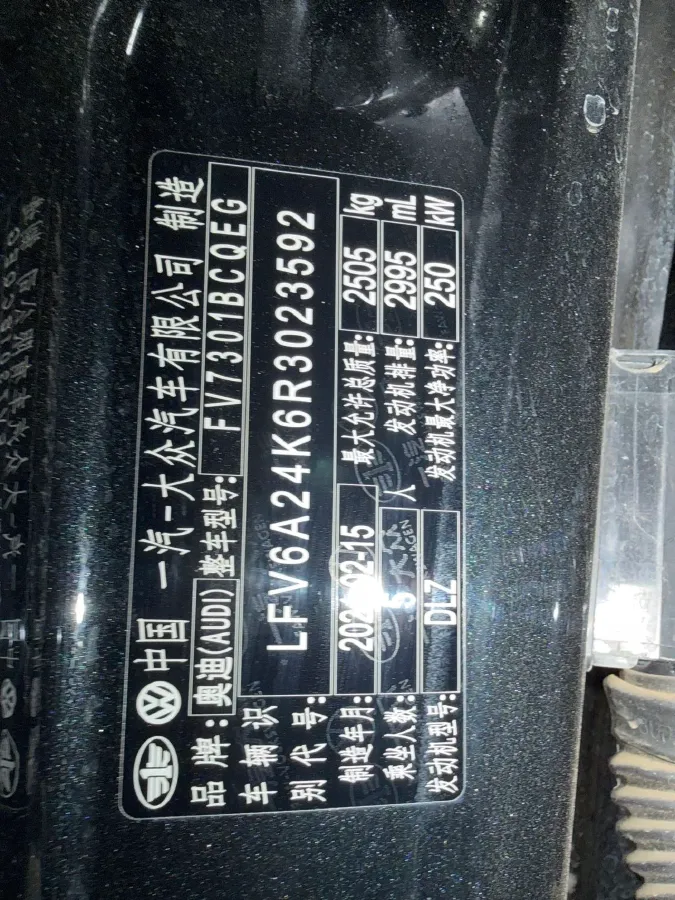 中国 一汽-大众汽车有限公司 制造
品牌: 奥迪(AUDI) 整车型号: FV7301BCQEG
车辆识别代号: LFV6A24K6R3023592
制造年月: 02-15 最大允许总质量: 2505 kg
乘坐人数: 5 人 发动机排量: 2995 mL
发动机型号: DLZ 发动机最大净功率: 250 kW